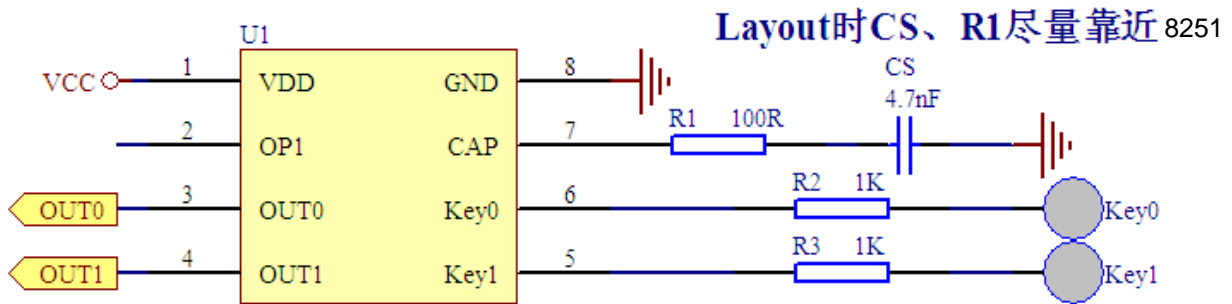 Layout时CS、R1尽量靠近 8251
U1
VCC 1 VDD GND 8
CS
4.7nF
2 OP1 CAP 7 R1 100R
OUT0 3 OUT0 Key0 6 R2 1K Key0
OUT1 4 OUT1 Key1 5 R3 1K Key1